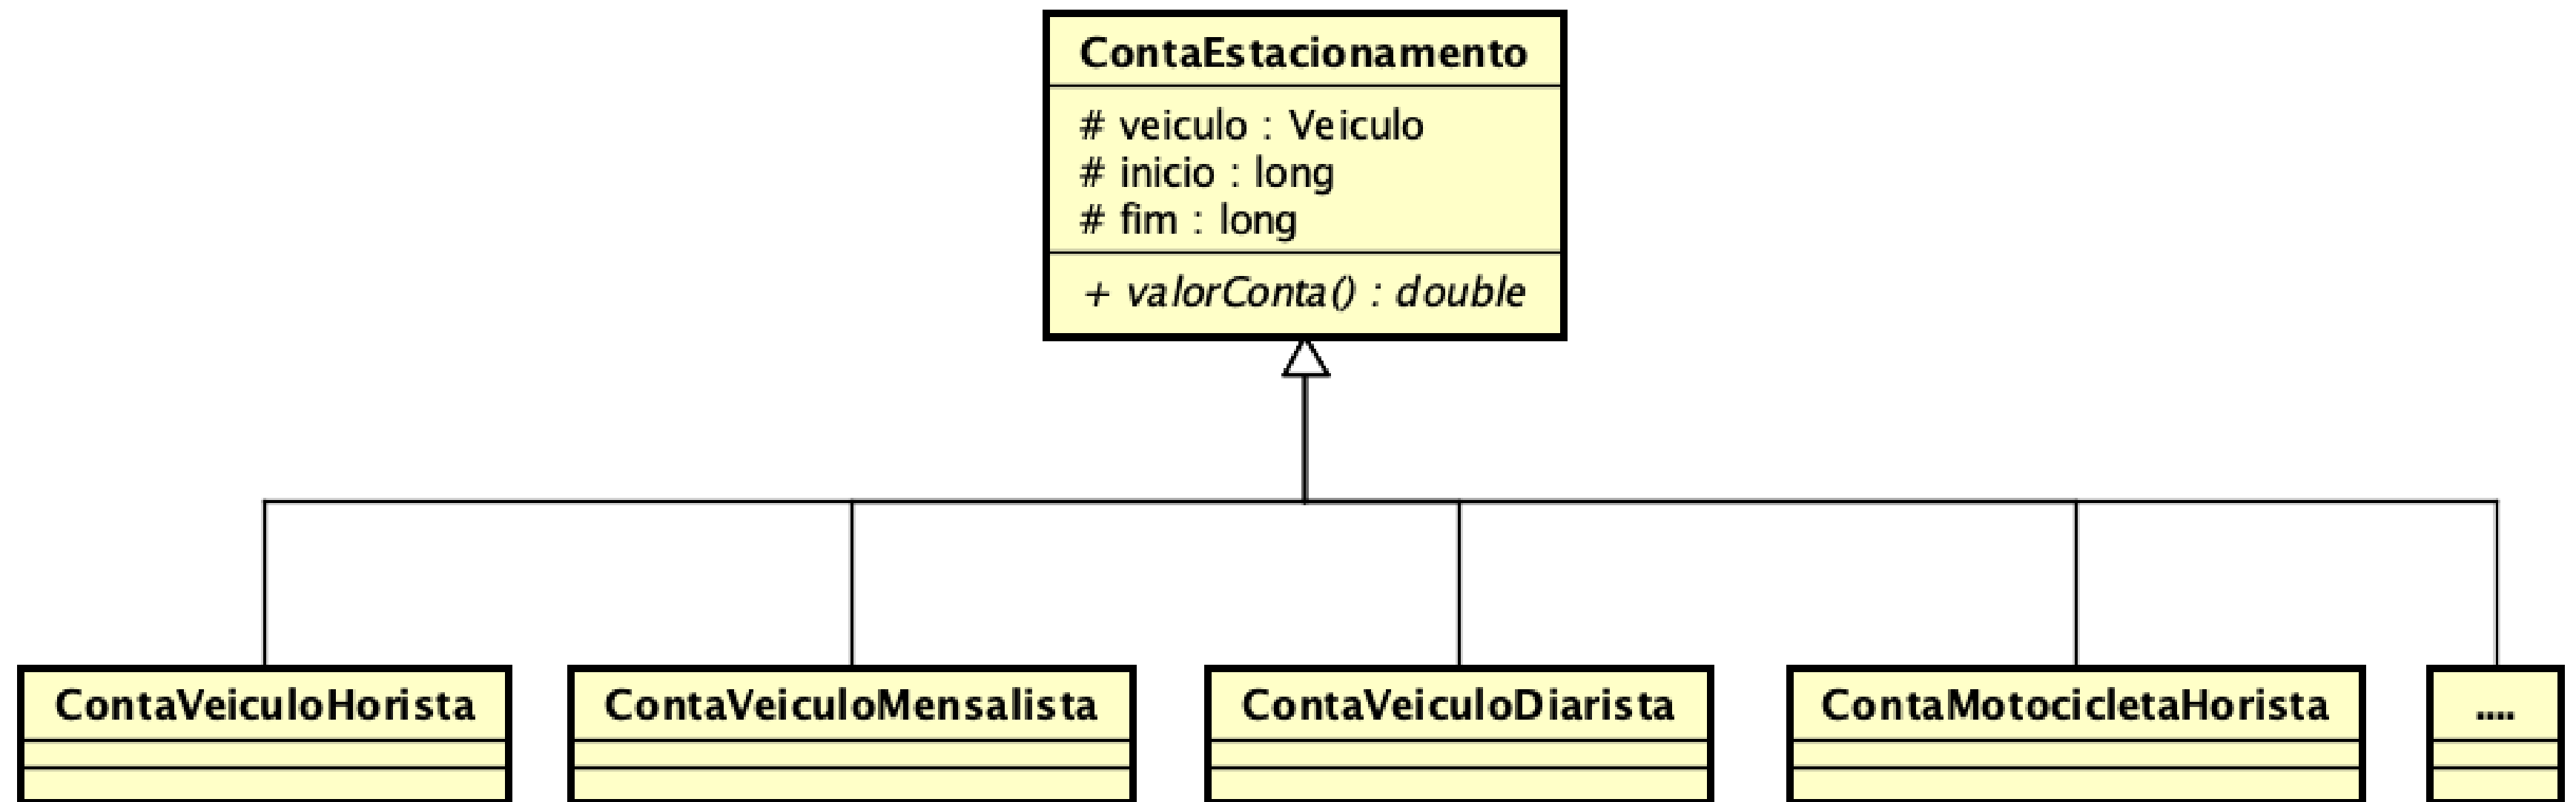 ContaEstacionamento
# veiculo : Veiculo
# inicio : long
# fim : long
+ valorConta() : double
ContaVeiculoHorista
ContaVeiculoMensalista
ContaVeiculoDiarista
ContaMotocicletaHorista
....